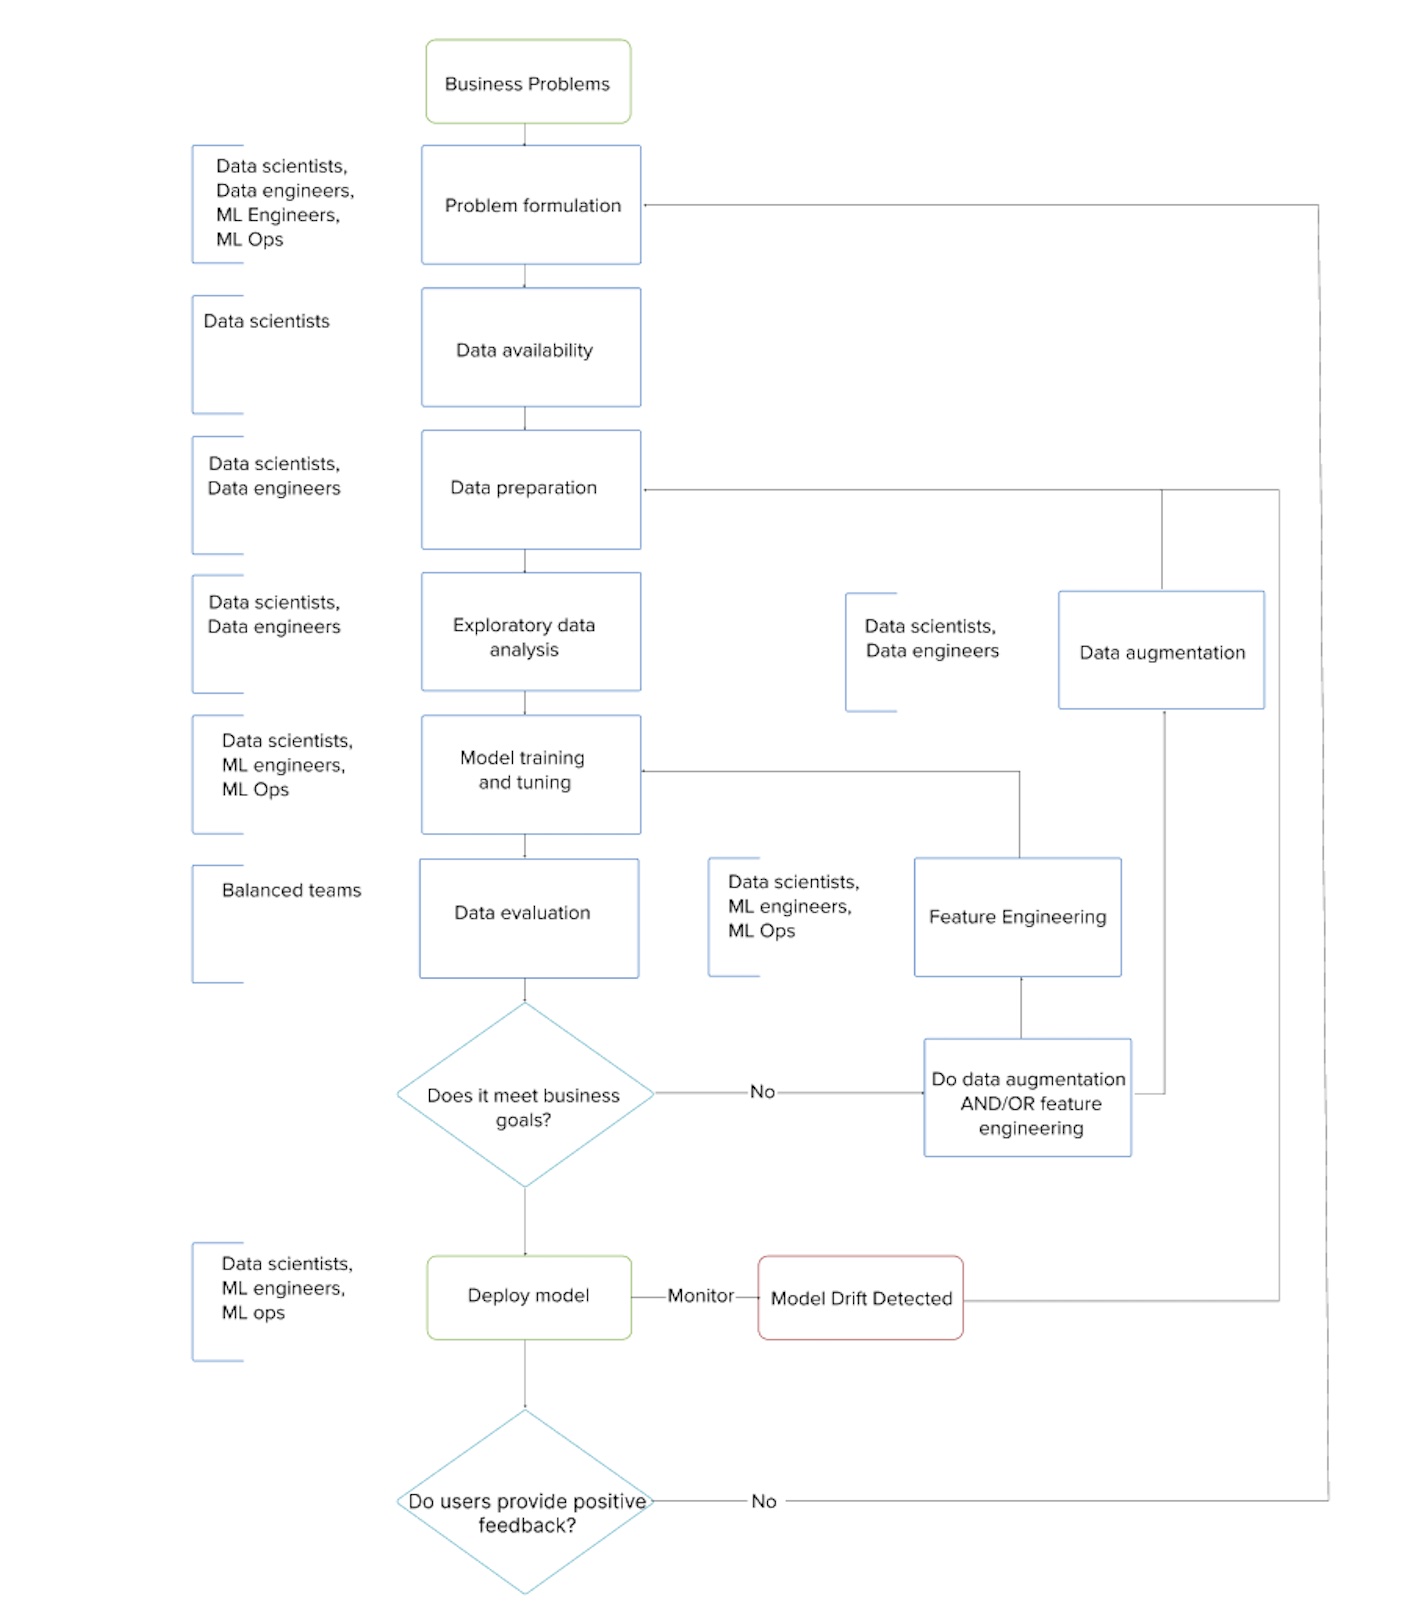 Business Problems
Data scientists,
Data engineers,
ML Engineers,
ML Ops
Problem formulation
Data scientists
Data availability
Data scientists,
Data engineers
Data preparation
Data scientists,
Data engineers
Exploratory data
analysis
Data scientists,
Data engineers
Data augmentation
Data scientists,
ML engineers,
ML Ops
Model training
and tuning
Balanced teams
Data evaluation
Data scientists,
ML engineers,
ML Ops
Feature Engineering
Does it meet business
goals?
No
Do data augmentation
AND/OR feature
engineering
Data scientists,
ML engineers,
ML ops
Deploy model
Monitor
Model Drift Detected
Do users provide positive
feedback?
No